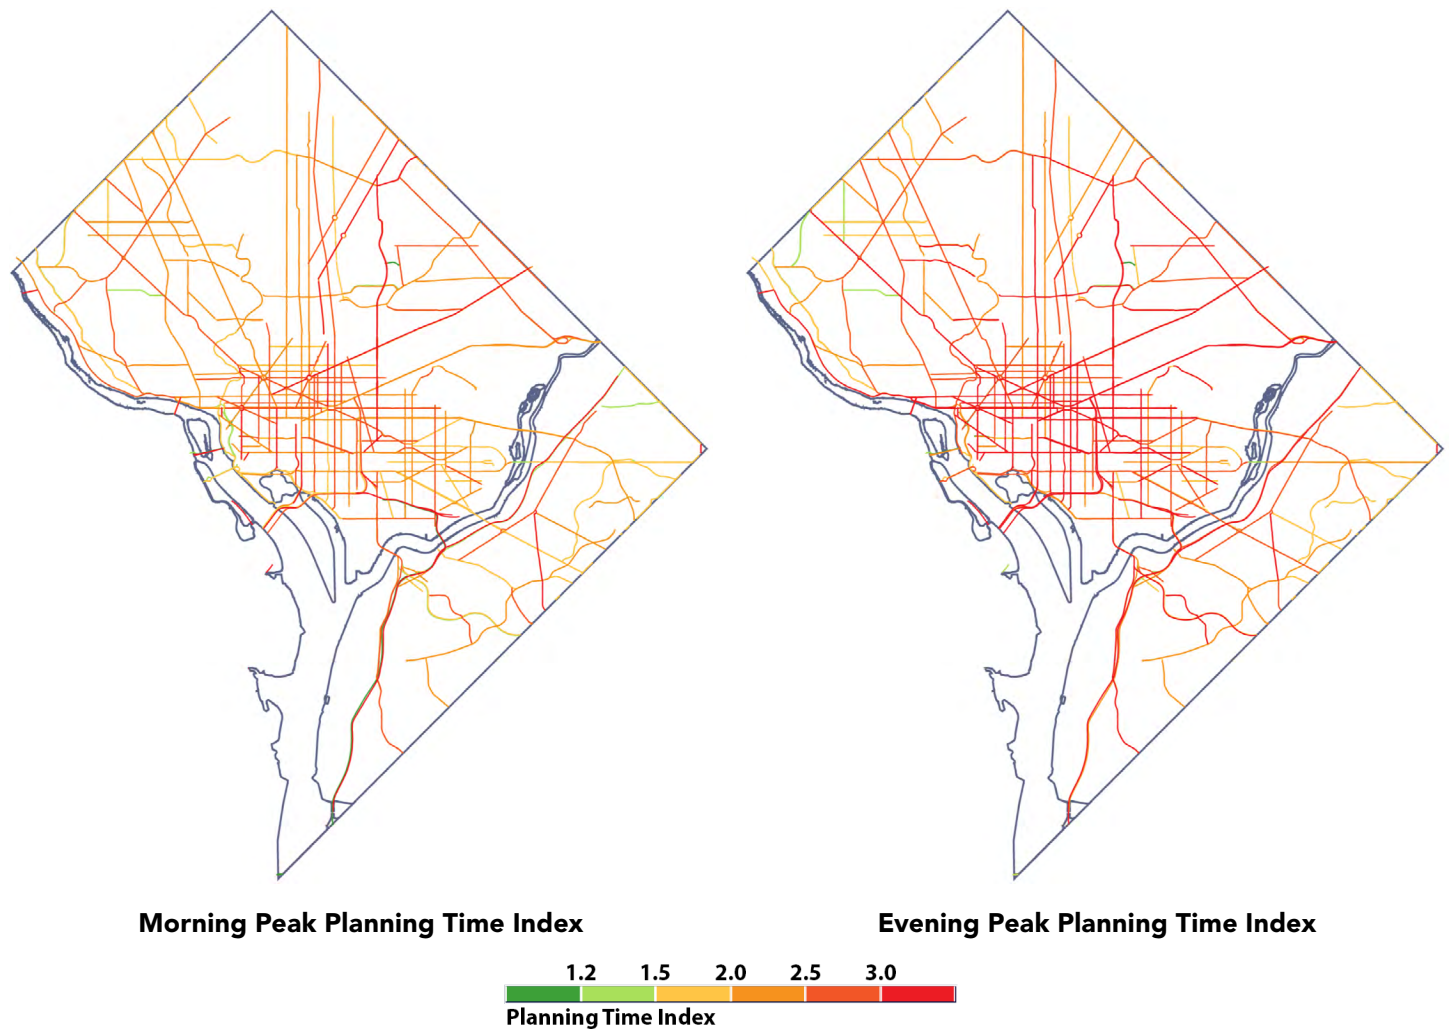 Morning Peak Planning Time Index
Evening Peak Planning Time Index
1.2 1.5 2.0 2.5 3.0
Planning Time Index